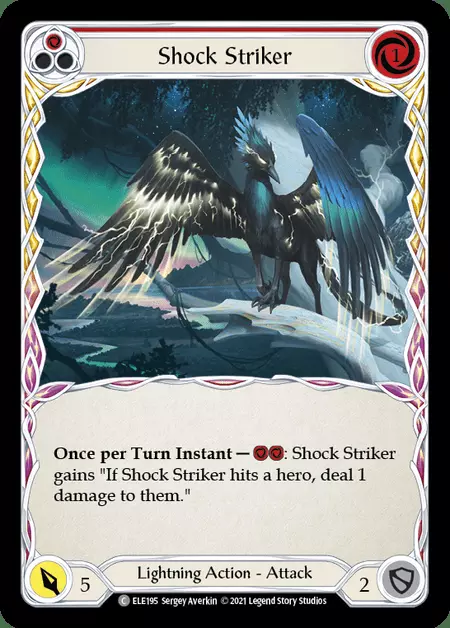 Shock Striker
1
Once per Turn Instant — : Shock Striker
gains "If Shock Striker hits a hero, deal 1
damage to them."
5
Lightning Action - Attack
2
C ELE195 Sergey Averkin © 2021 Legend Story Studios